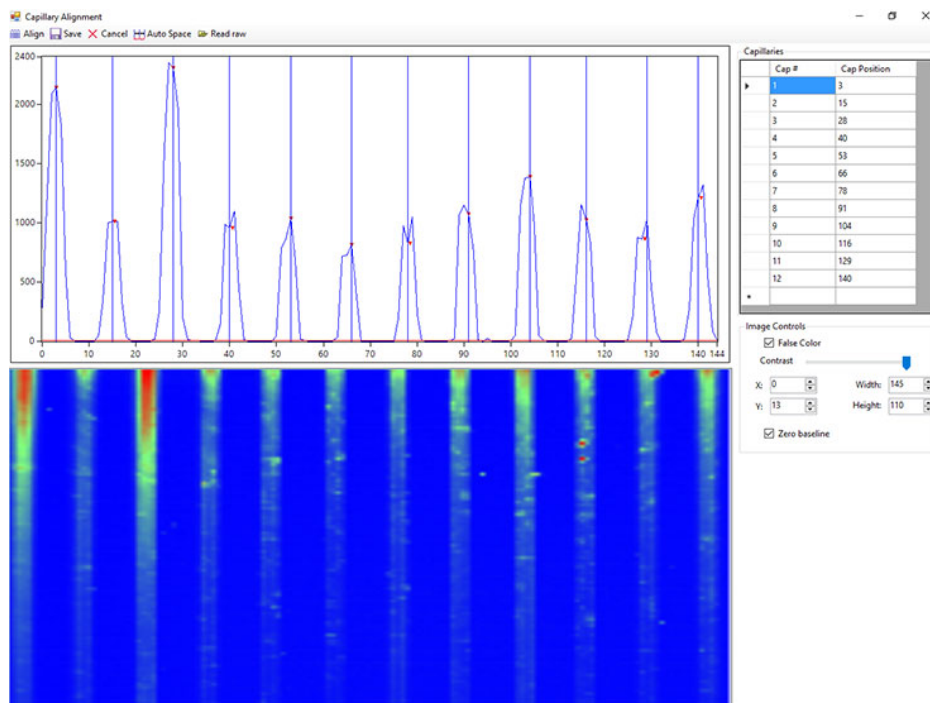 Capillary Alignment
Align Save Cancel Auto Space Read raw
2400
2000
1500
1000
500
0
0 10 20 30 40 50 60 70 80 90 100 110 120 130 140 144
Capillaries
Cap # Cap Position
1 3
2 15
3 28
4 40
5 53
6 66
7 78
8 91
9 104
10 116
11 129
12 140
*
Image Controls
False Color
Contrast
X: 0 Width: 145
Y: 13 Height: 110
Zero baseline